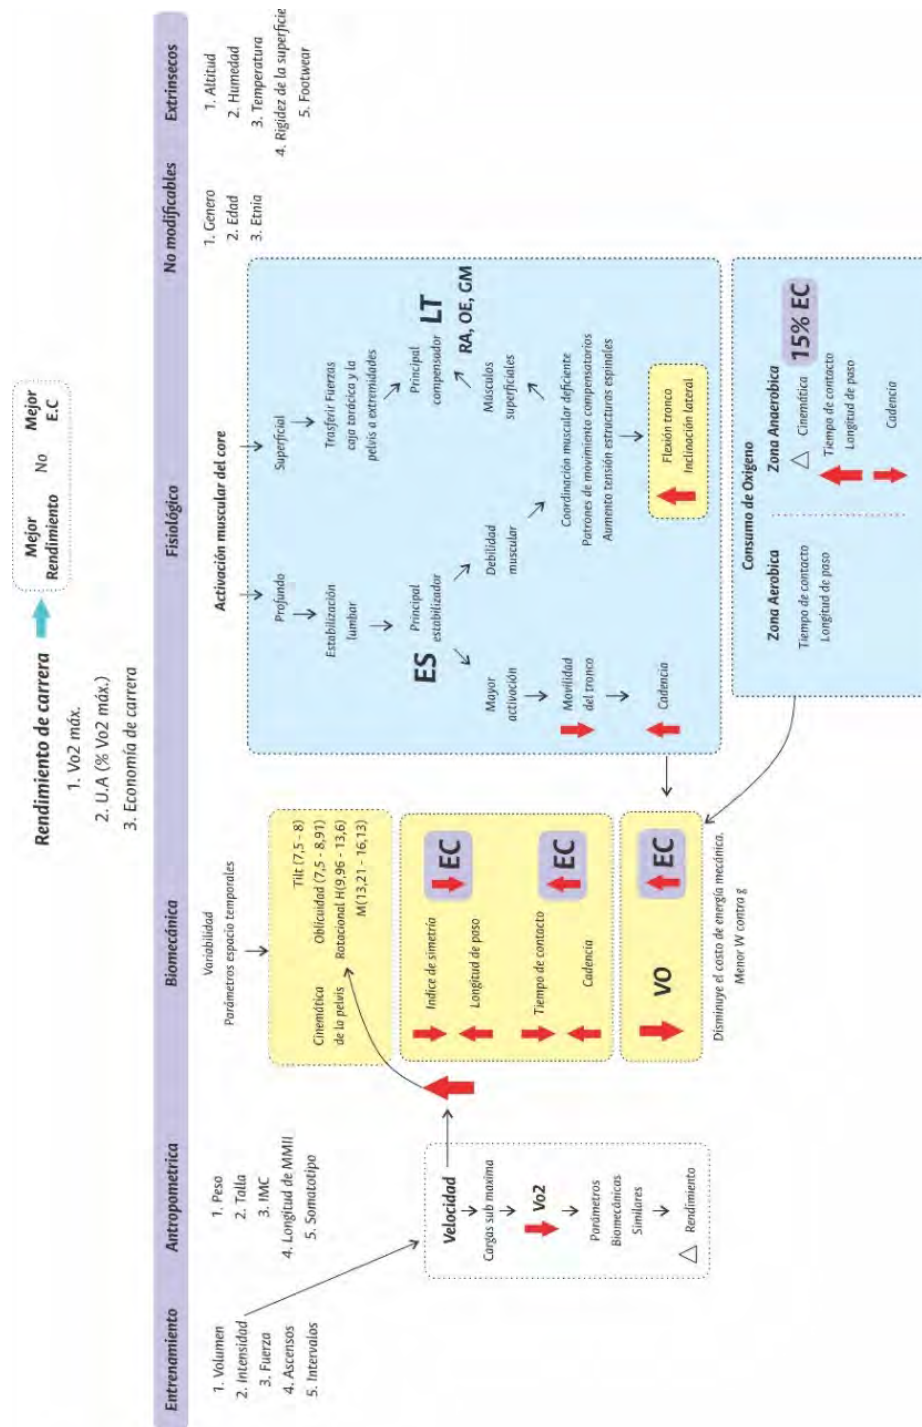 Rendimiento de carrera
1. Vo2 máx.
2. U.A (% Vo2 máx.)
3. Economía de carrera
Mejor
Rendimiento
No
Mejor
E.C
Entrenamiento
Antropometrica
Biomecánica
Fisiológico
No modificables
Extrínsecos
1. Volumen
2. Intensidad
3. Fuerza
4. Ascensos
5. Intervalos
1. Peso
2. Talla
3. IMC
4. Longitud de MMII
5. Somatotipo
Velocidad
Cargas sub maxima
Vo2
Parámetros
Biomecánicos
Similares
△ Rendimiento
Variabilidad
Parámetros espacio temporales
Cinemática
de la pelvis
Tilt (7,5 - 8)
Oblicuidad (7,5 - 8,91)
Rotacional H(9,96 - 13,6)
M(13,21 - 16,13)
Indice de simetría
Longitud de paso
EC
Tiempo de contacto
Cadencia
EC
VO
EC
Disminuye el costo de energía mecánica.
Menor W contra g
Activación muscular del core
Profundo
Estabilización
lumbar
ES
Principal
estabilizador
Mayor
activación
Movilidad
del tronco
Cadencia
Debilidad
muscular
Superficial
Trasferir Fuerzas
caja torácica y la
pelvis a extremidades
Principal
compensador
LT
RA, OE, GM
Músculos
superficiales
Coordinación muscular deficiente
Patrones de movimiento compensatorios
Aumento tensión estructuras espinales
Flexión tronco
Inclinación lateral
Consumo de Oxigeno
Zona Aerobica
Tiempo de contacto
Longitud de paso
Zona Anaerobica
△ Cinemática
15% EC
Tiempo de contacto
Longitud de paso
Cadencia
1. Genero
2. Edad
3. Etnia
1. Altitud
2. Humedad
3. Temperatura
4. Rigidez de la superficie
5. Footwear